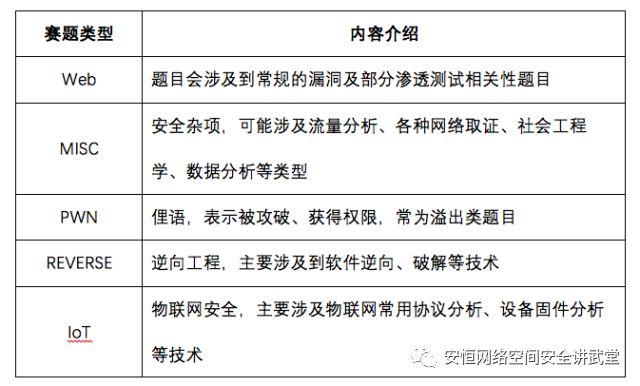 赛题类型 内容介绍
Web 题目会涉及到常规的漏洞及部分渗透测试相关性题目
MISC 安全杂项，可能涉及流量分析、各种网络取证、社会工程
学、数据分析等类型
PWN 俚语，表示被攻破、获得权限，常为溢出类题目
REVERSE 逆向工程，主要涉及到软件逆向、破解等技术
IoT 物联网安全，主要涉及物联网常用协议分析、设备固件分析
等技术
安恒网络空间安全讲武堂